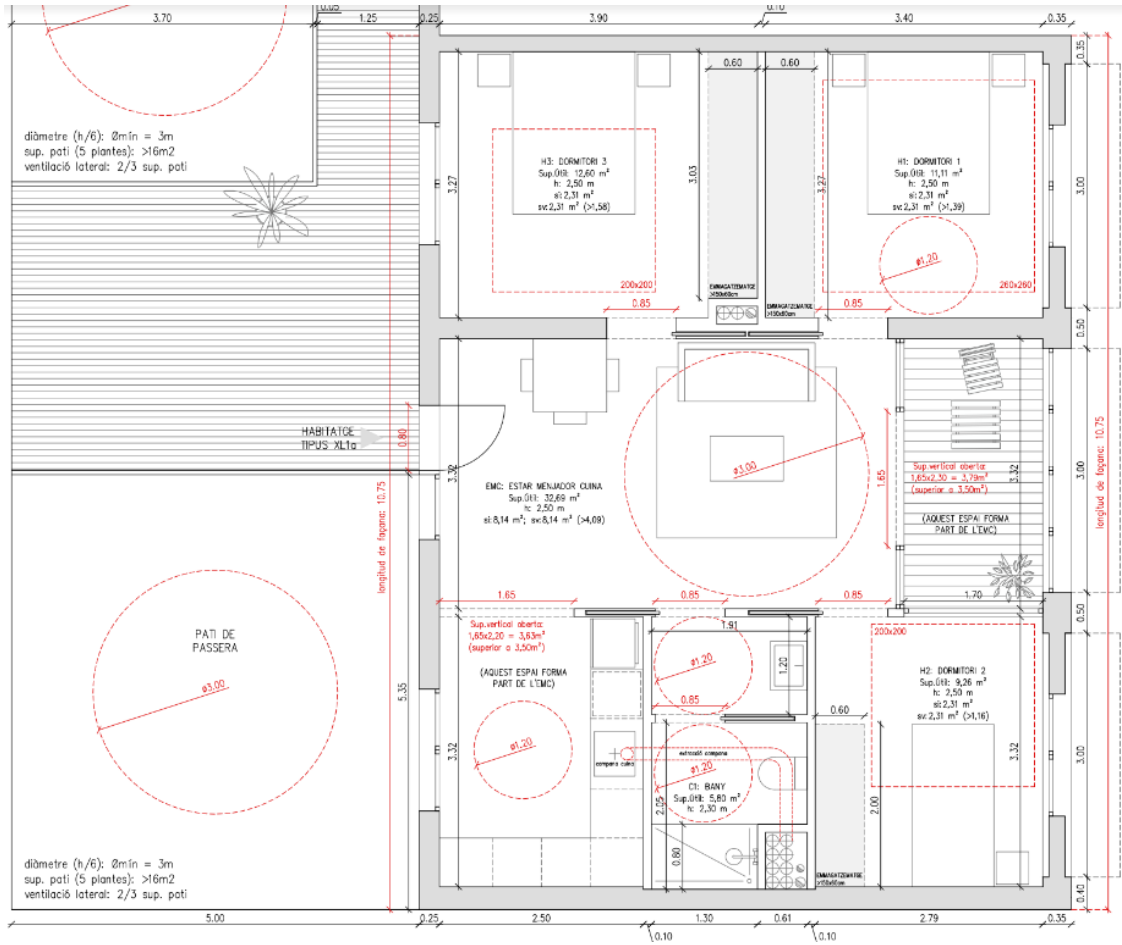 3.70
0.05
1.25
0.25
3.90
0.10
3.40
0.35
diàmetre (h/6): Ømín = 3m
sup. pati (5 plantes): >16m2
ventilació lateral: 2/3 sup. pati
3.27
H3: DORMITORI 3
Sup.Útil: 12,60 m²
h: 2,50 m
si: 2,31 m²
sv: 2,31 m² (>1,58)
200x200
0.85
3.03
0.60
0.60
EMMAGATZEMATGE
>150x60cm
EMMAGATZEMATGE
>150x60cm
3.27
H1: DORMITORI 1
Sup.Útil: 11,11 m²
h: 2,50 m
si: 2,31 m²
sv: 2,31 m² (>1,39)
ø1.20
260x260
0.85
0.35
3.00
0.50
HABITATGE
TIPUS XL1a
0.80
longitud de façana: 10.75
3.32
EMC: ESTAR MENJADOR CUINA
Sup.Útil: 32,69 m²
h: 2,50 m
si: 8,14 m²; sv: 8,14 m² (>4,09)
ø3.00
1.65
Sup.vertical oberta:
1,65x2,30 = 3,79m²
(superior a 3,50m²)
(AQUEST ESPAI FORMA
PART DE L'EMC)
3.32
1.70
3.00
longitud de façana: 10.75
0.50
PATI DE
PASSERA
ø3.00
5.35
1.65
0.85
0.85
Sup.vertical oberta:
1,65x2,20 = 3,63m²
(superior a 3,50m²)
(AQUEST ESPAI FORMA
PART DE L'EMC)
ø1.20
3.32
campana cuina
1.91
ø1.20
1.20
0.85
extracció campana
ø1.20
C1: BANY
Sup.Útil: 5,80 m²
h: 2,30 m
2.05
0.80
0.60
2.00
EMMAGATZEMATGE
>150x60cm
200x200
H2: DORMITORI 2
Sup.Útil: 9,26 m²
h: 2,50 m
si: 2,31 m²
sv: 2,31 m² (>1,16)
3.32
3.00
0.40
diàmetre (h/6): Ømín = 3m
sup. pati (5 plantes): >16m2
ventilació lateral: 2/3 sup. pati
5.00
0.25
2.50
0.10
1.30
0.61
0.10
2.79
0.35